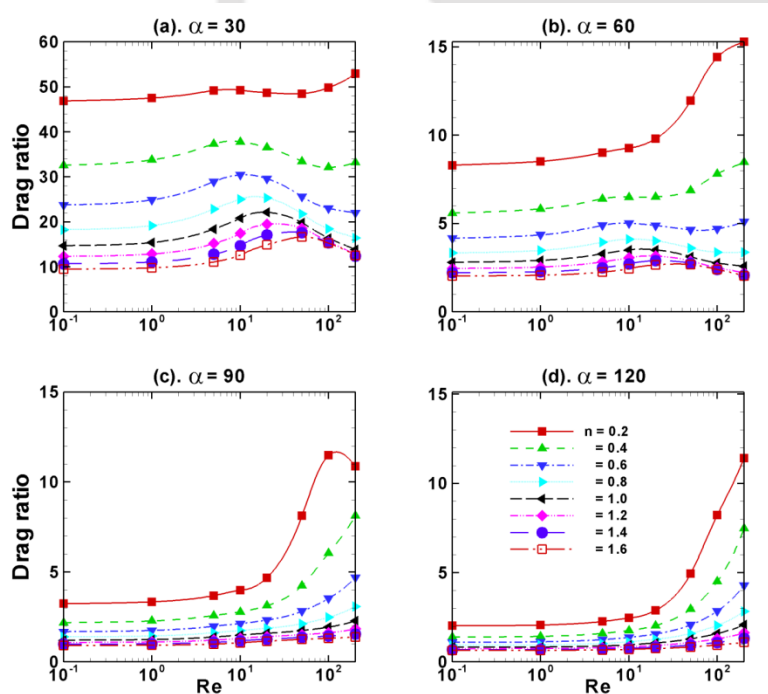 (a). α = 30
(b). α = 60
Drag ratio
60
50
40
30
20
10
0
10⁻¹ 10⁰ 10¹ 10²
15
10
5
0
10⁻¹ 10⁰ 10¹ 10²
(c). α = 90
(d). α = 120
Drag ratio
15
10
5
0
10⁻¹ 10⁰ 10¹ 10²
Re
15
10
5
0
10⁻¹ 10⁰ 10¹ 10²
Re
n = 0.2
= 0.4
= 0.6
= 0.8
= 1.0
= 1.2
= 1.4
= 1.6